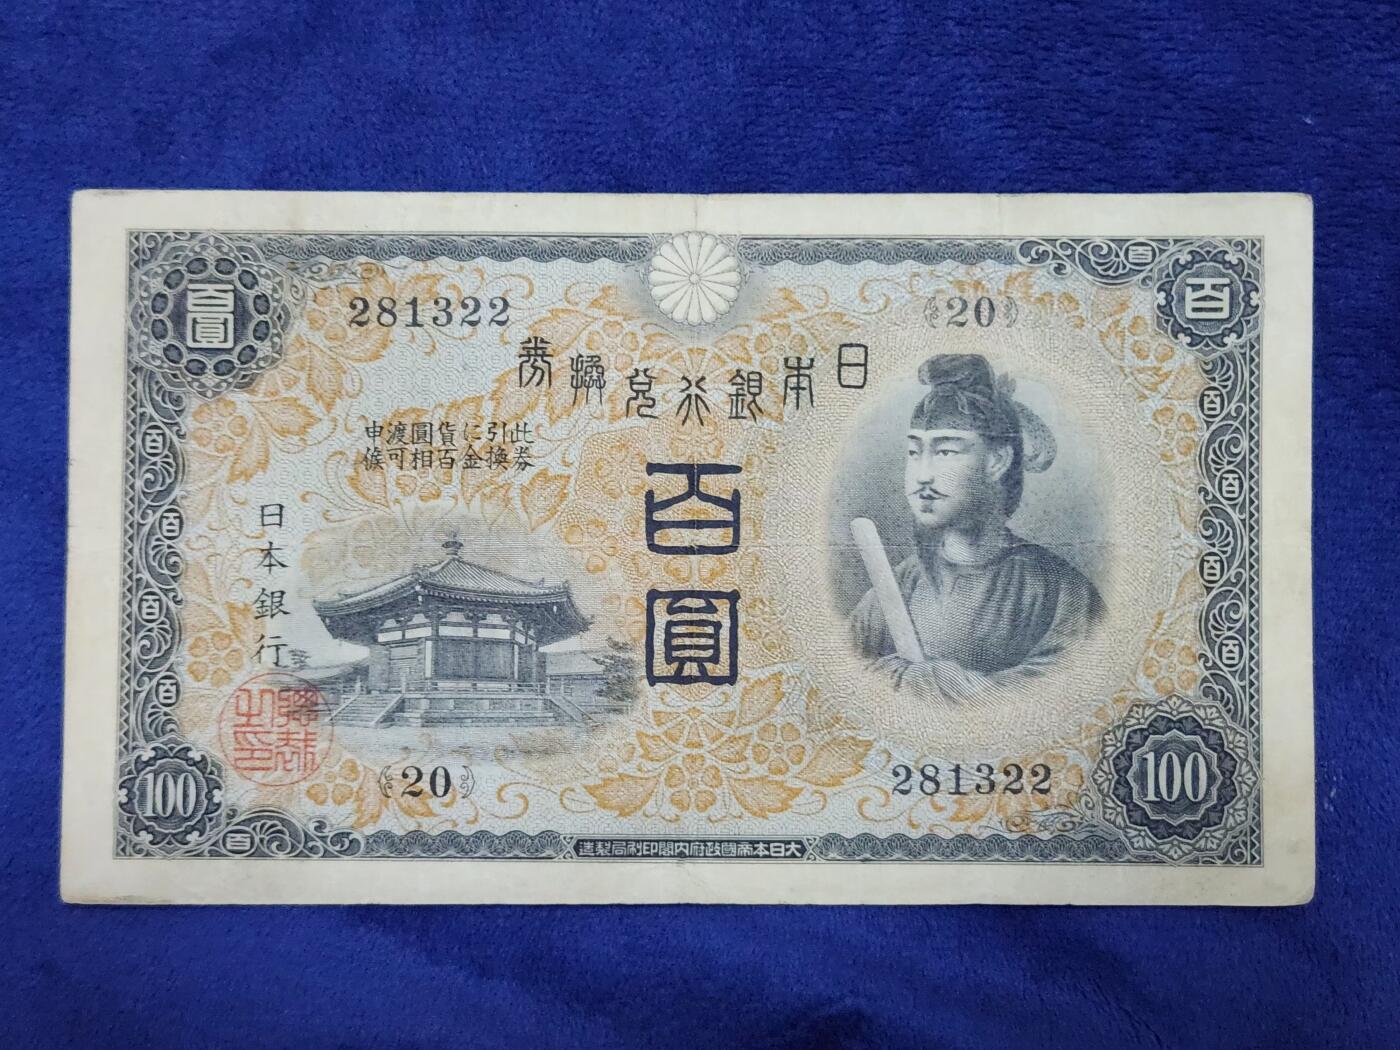 百圓
281322
{20}
百
日本銀行兌換券
此券引換に金貨百圓相渡可申候
百圓
日本銀行
{20}
281322
100
100
大日本帝國政府内閣印刷局製造
百
百
百
百
百
百
百
百
百
百